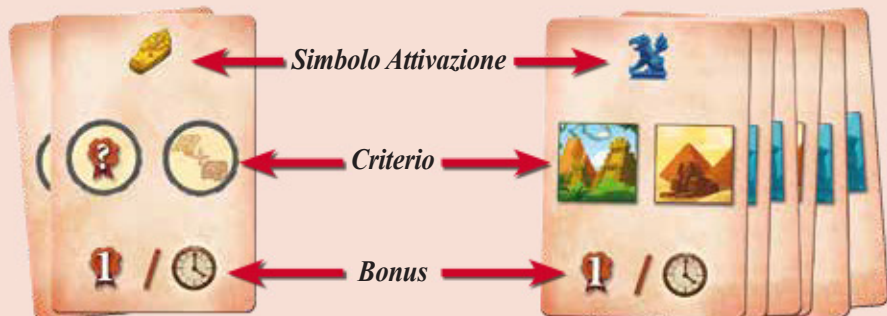 Simbolo Attivazione
?
Criterio
1 /
Bonus
1 /